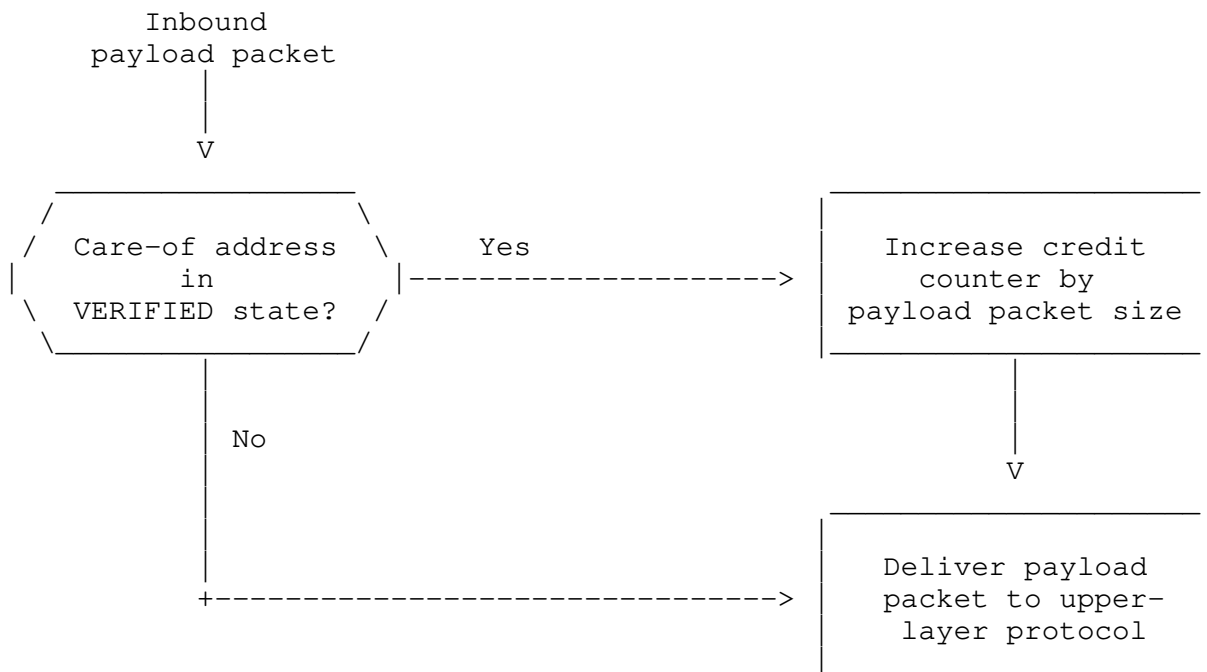 Inbound
payload packet
V
Care-of address
in
VERIFIED state?
Yes
Increase credit
counter by
payload packet size
No
V
Deliver payload
packet to upper-
layer protocol